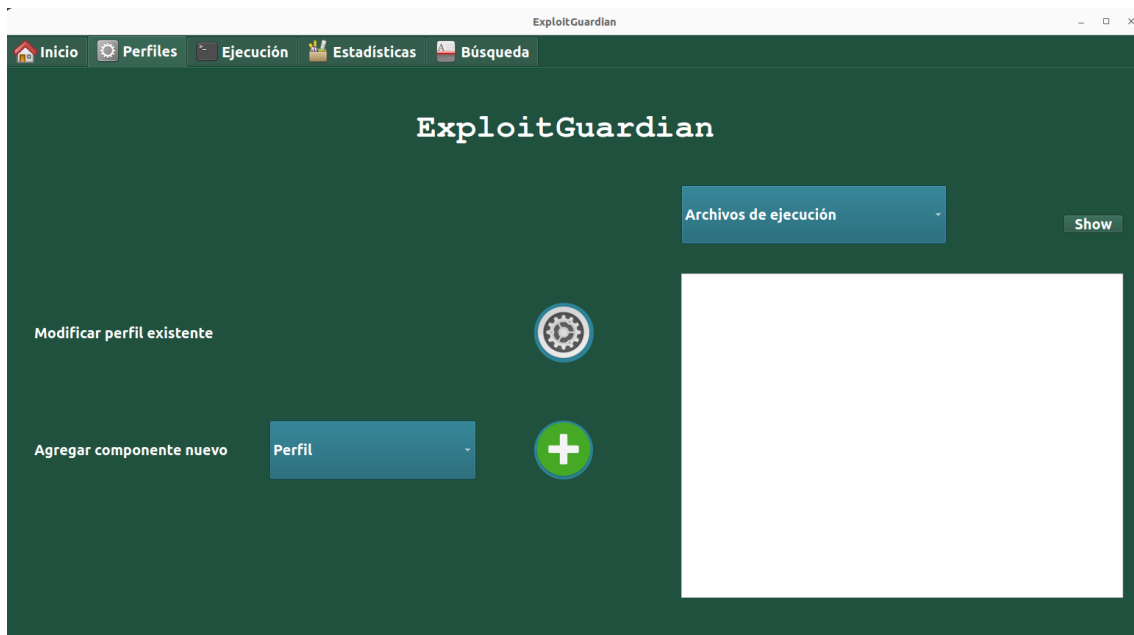 ExploitGuardian
Inicio Perfiles Ejecución Estadísticas Búsqueda
ExploitGuardian
Archivos de ejecución
Show
Modificar perfil existente
Agregar componente nuevo Perfil